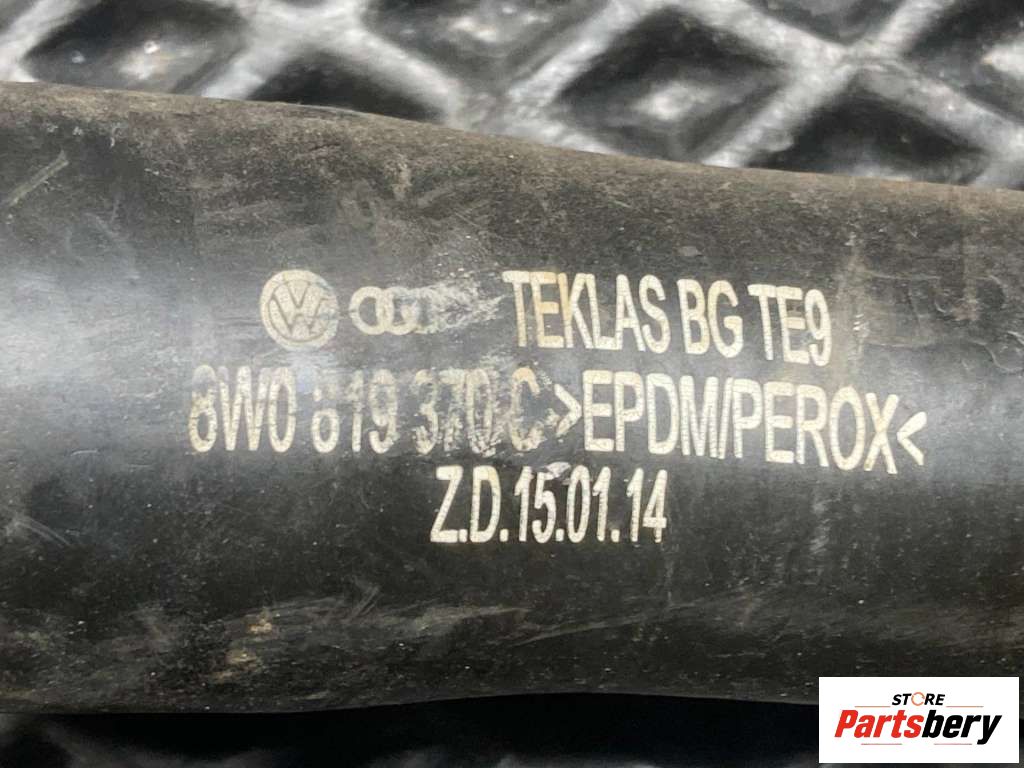 TEKLAS BG TE9
8W0 819 370 C >EPDM/PEROX<
Z.D.15.01.14
STORE
Partsbery